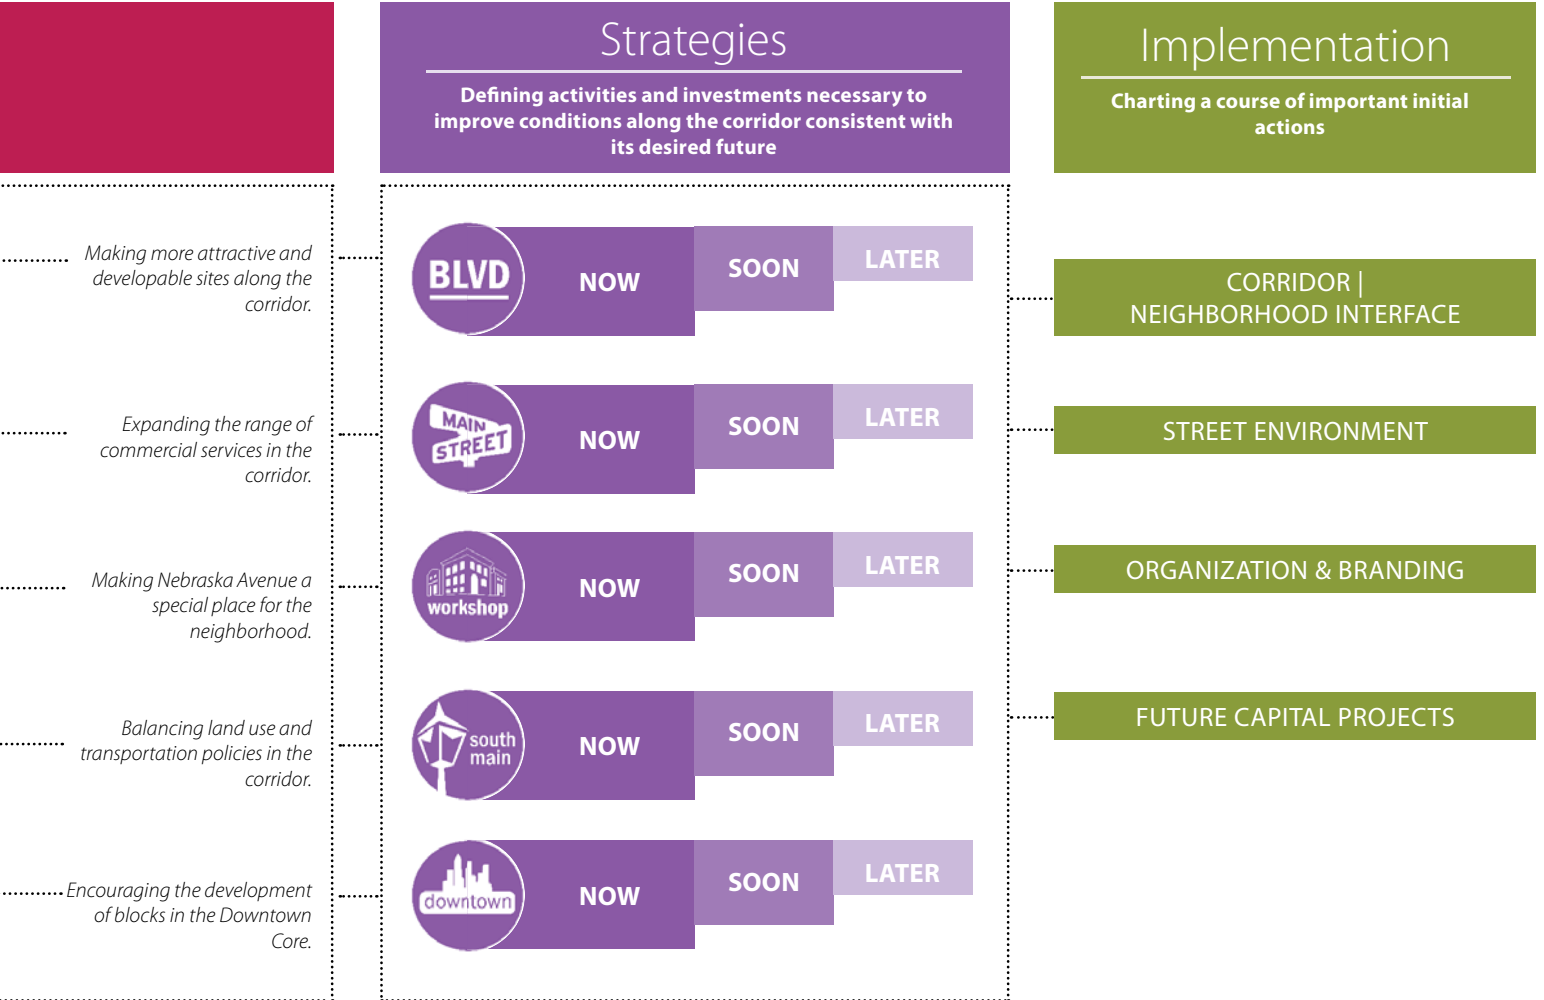 Strategies
Defining activities and investments necessary to
improve conditions along the corridor consistent with
its desired future
Implementation
Charting a course of important initial
actions
Making more attractive and
developable sites along the
corridor.
BLVD
NOW
SOON
LATER
CORRIDOR |
NEIGHBORHOOD INTERFACE
Expanding the range of
commercial services in the
corridor.
MAIN
STREET
NOW
SOON
LATER
STREET ENVIRONMENT
Making Nebraska Avenue a
special place for the
neighborhood.
workshop
NOW
SOON
LATER
ORGANIZATION & BRANDING
Balancing land use and
transportation policies in the
corridor.
south
main
NOW
SOON
LATER
FUTURE CAPITAL PROJECTS
Encouraging the development
of blocks in the Downtown
Core.
downtown
NOW
SOON
LATER